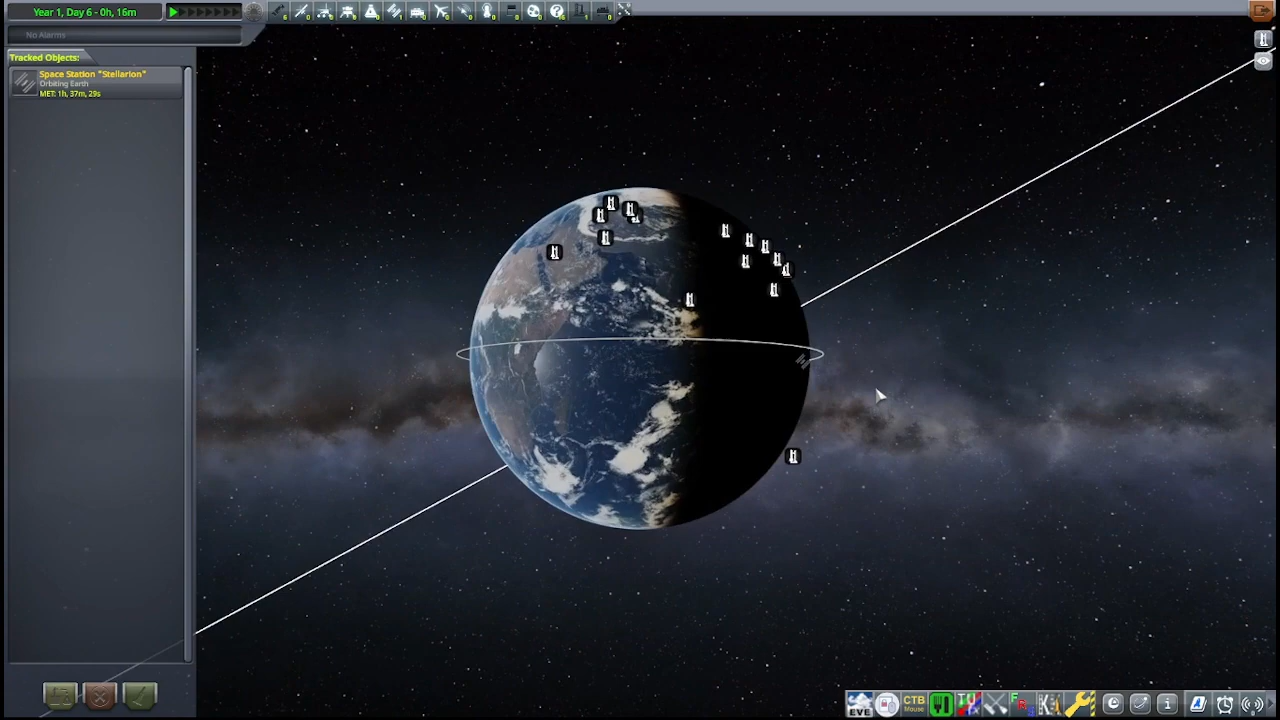 Year 1, Day 6 - 0h, 16m
No Alarms
Tracked Objects:
Space Station "Stellarion"
Orbiting Earth
MET: 1h, 37m, 29s
EVE
CTB
Mouse